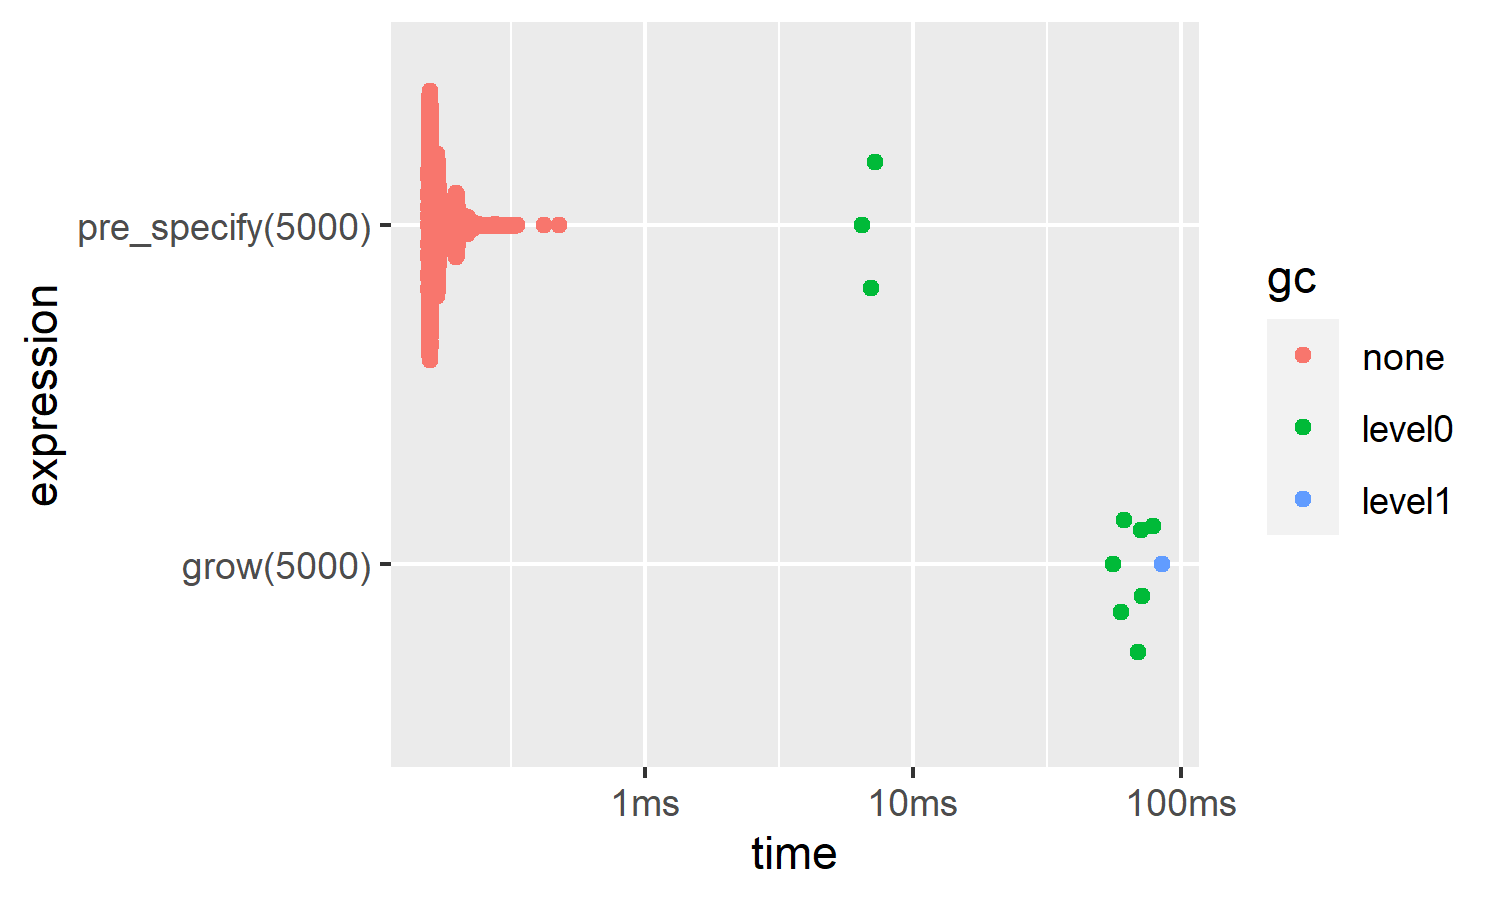 expression
pre_specify(5000)
grow(5000)
1ms
10ms
100ms
time
gc
none
level0
level1